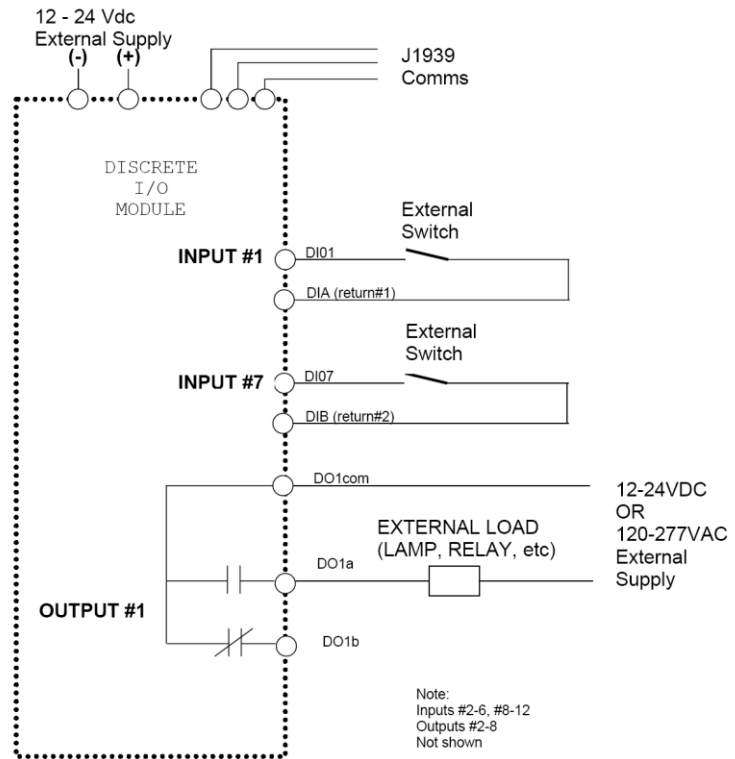 12 - 24 Vdc
External Supply
(-) (+)
J1939
Comms
DISCRETE
I/O
MODULE
External
Switch
INPUT #1
DI01
DIA (return#1)
External
Switch
INPUT #7
DI07
DIB (return#2)
DO1com
12-24VDC
OR
120-277VAC
External
Supply
EXTERNAL LOAD
(LAMP, RELAY, etc)
DO1a
OUTPUT #1
DO1b
Note:
Inputs #2-6, #8-12
Outputs #2-8
Not shown